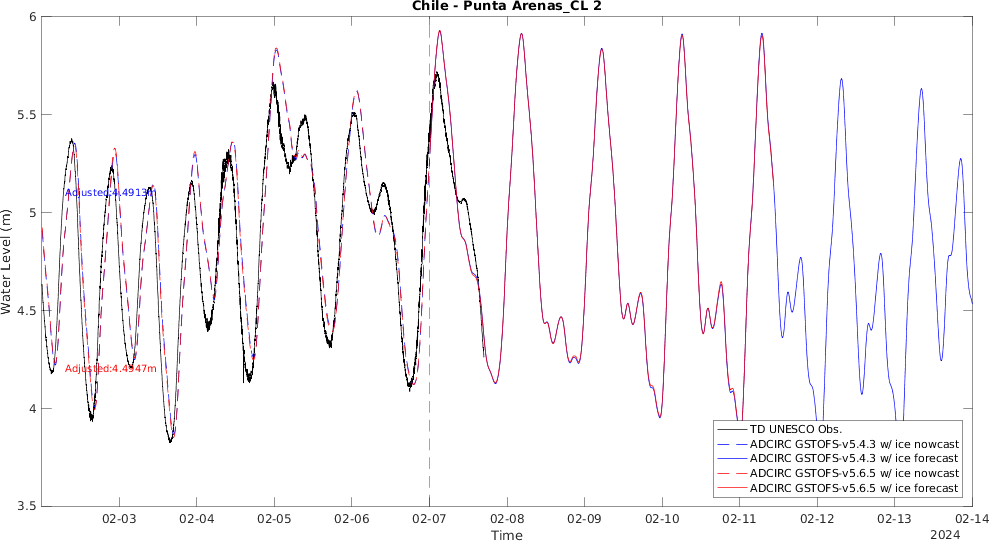 Chile - Punta Arenas_CL 2
6
5.5
5
4.5
4
3.5
Water Level (m)
Adjusted:4.4913m
Adjusted:4.4947m
TD UNESCO Obs.
ADCIRC GSTOFS-v5.4.3 w/ ice nowcast
ADCIRC GSTOFS-v5.4.3 w/ ice forecast
ADCIRC GSTOFS-v5.6.5 w/ ice nowcast
ADCIRC GSTOFS-v5.6.5 w/ ice forecast
02-03 02-04 02-05 02-06 02-07 02-08 02-09 02-10 02-11 02-12 02-13 02-14
Time
2024